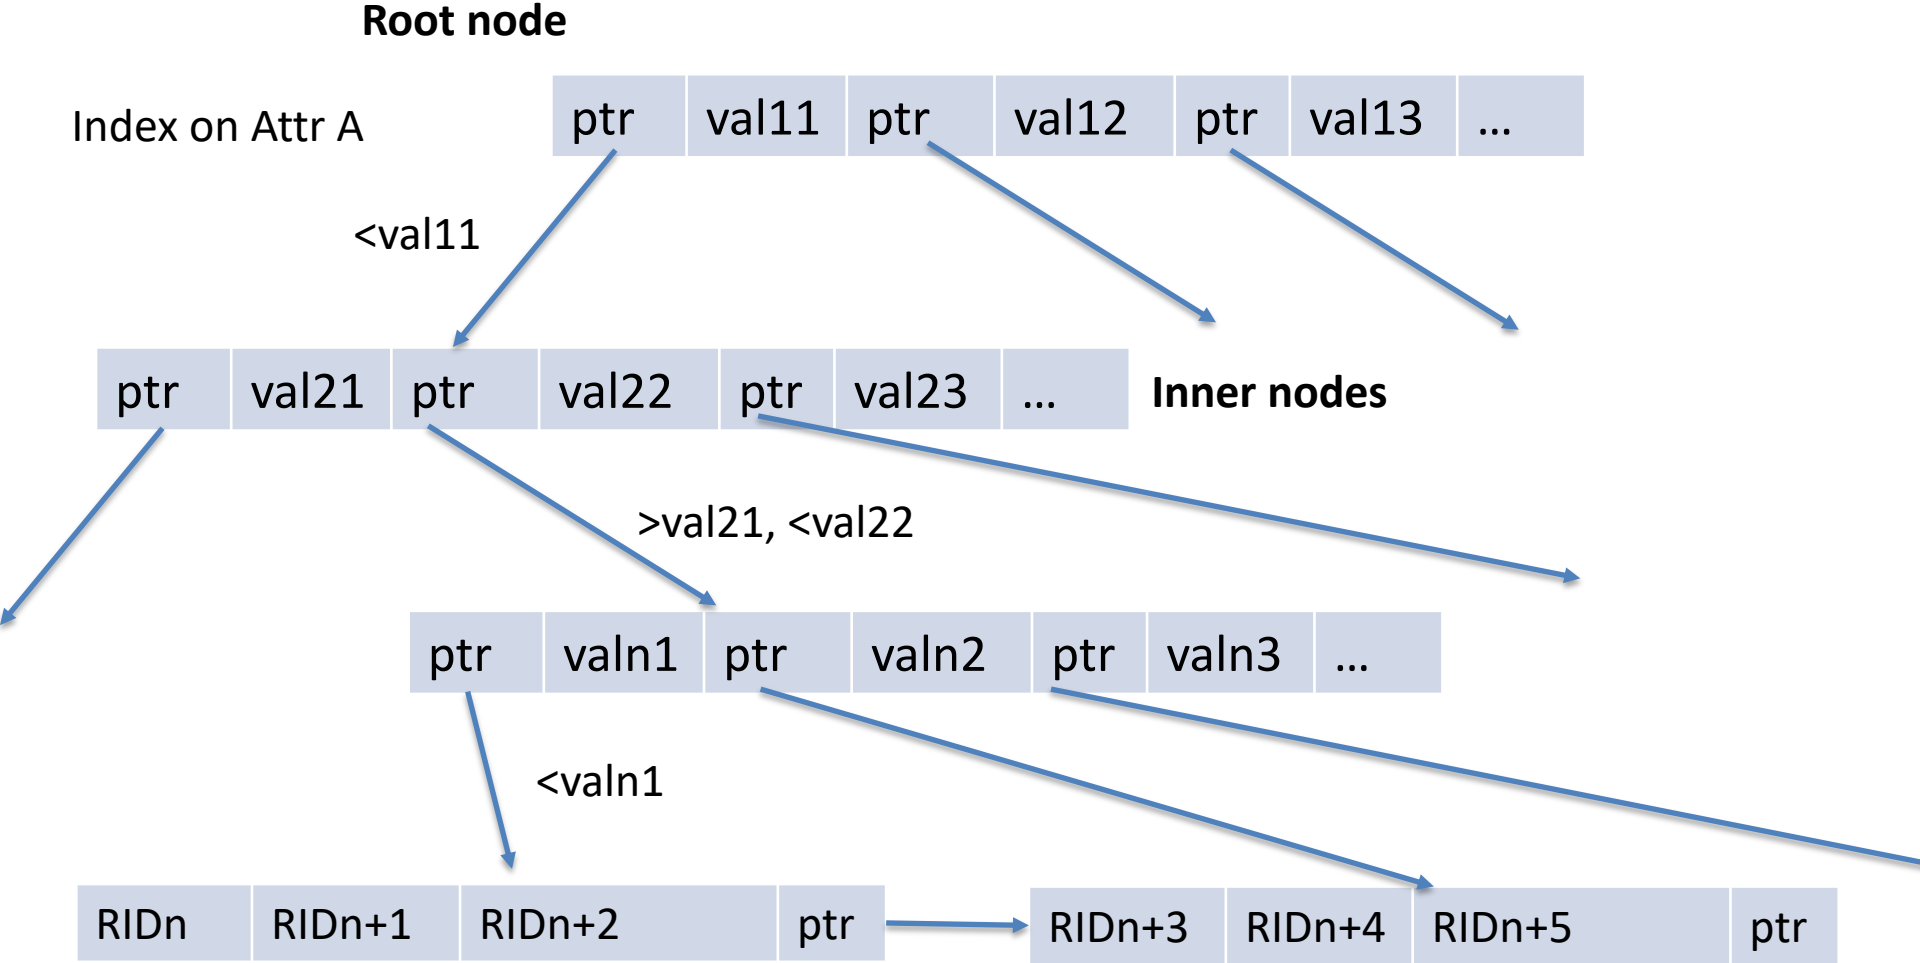 Root node
Index on Attr A
ptr val11 ptr val12 ptr val13 ...
<val11
ptr val21 ptr val22 ptr val23 ...
Inner nodes
>val21, <val22
ptr valn1 ptr valn2 ptr valn3 ...
<valn1
RIDn RIDn+1 RIDn+2 ptr
RIDn+3 RIDn+4 RIDn+5 ptr